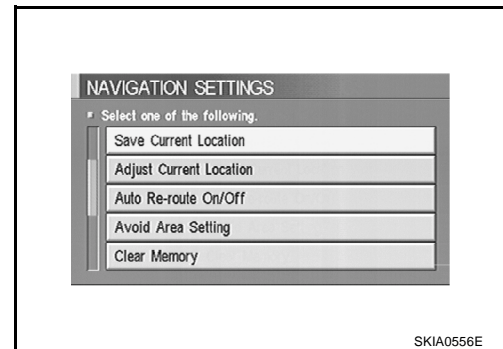 NAVIGATION SETTINGS
Select one of the following.
Save Current Location
Adjust Current Location
Auto Re-route On/Off
Avoid Area Setting
Clear Memory
SKIA0556E